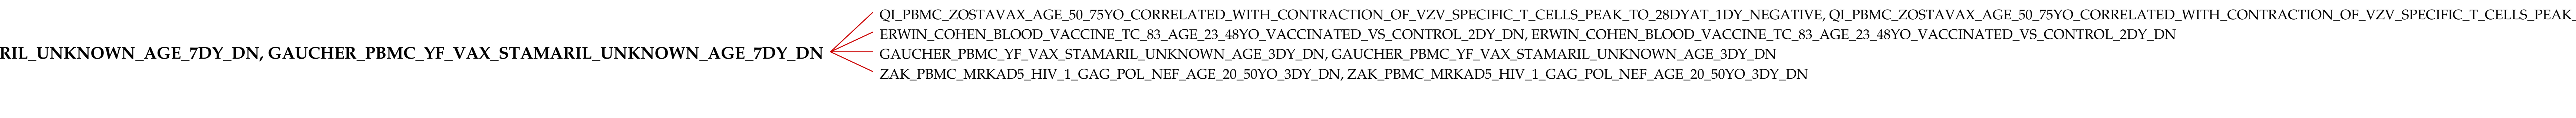 QI_PBMC_ZOSTAVAX_AGE_50_75YO_CORRELATED_WITH_CONTRACTION_OF_VZV_SPECIFIC_T_CELLS_PEAK_TO_28DYAT_1DY_NEGATIVE, QI_PBMC_ZOSTAVAX_AGE_50_75YO_CORRELATED_WITH_CONTRACTION_OF_VZV_SPECIFIC_T_CELLS_PEAK_
ERWIN_COHEN_BLOOD_VACCINE_TC_83_AGE_23_48YO_VACCINATED_VS_CONTROL_2DY_DN, ERWIN_COHEN_BLOOD_VACCINE_TC_83_AGE_23_48YO_VACCINATED_VS_CONTROL_2DY_DN
RIL_UNKNOWN_AGE_7DY_DN, GAUCHER_PBMC_YF_VAX_STAMARIL_UNKNOWN_AGE_7DY_DN
GAUCHER_PBMC_YF_VAX_STAMARIL_UNKNOWN_AGE_3DY_DN, GAUCHER_PBMC_YF_VAX_STAMARIL_UNKNOWN_AGE_3DY_DN
ZAK_PBMC_MRKAD5_HIV_1_GAG_POL_NEF_AGE_20_50YO_3DY_DN, ZAK_PBMC_MRKAD5_HIV_1_GAG_POL_NEF_AGE_20_50YO_3DY_DN